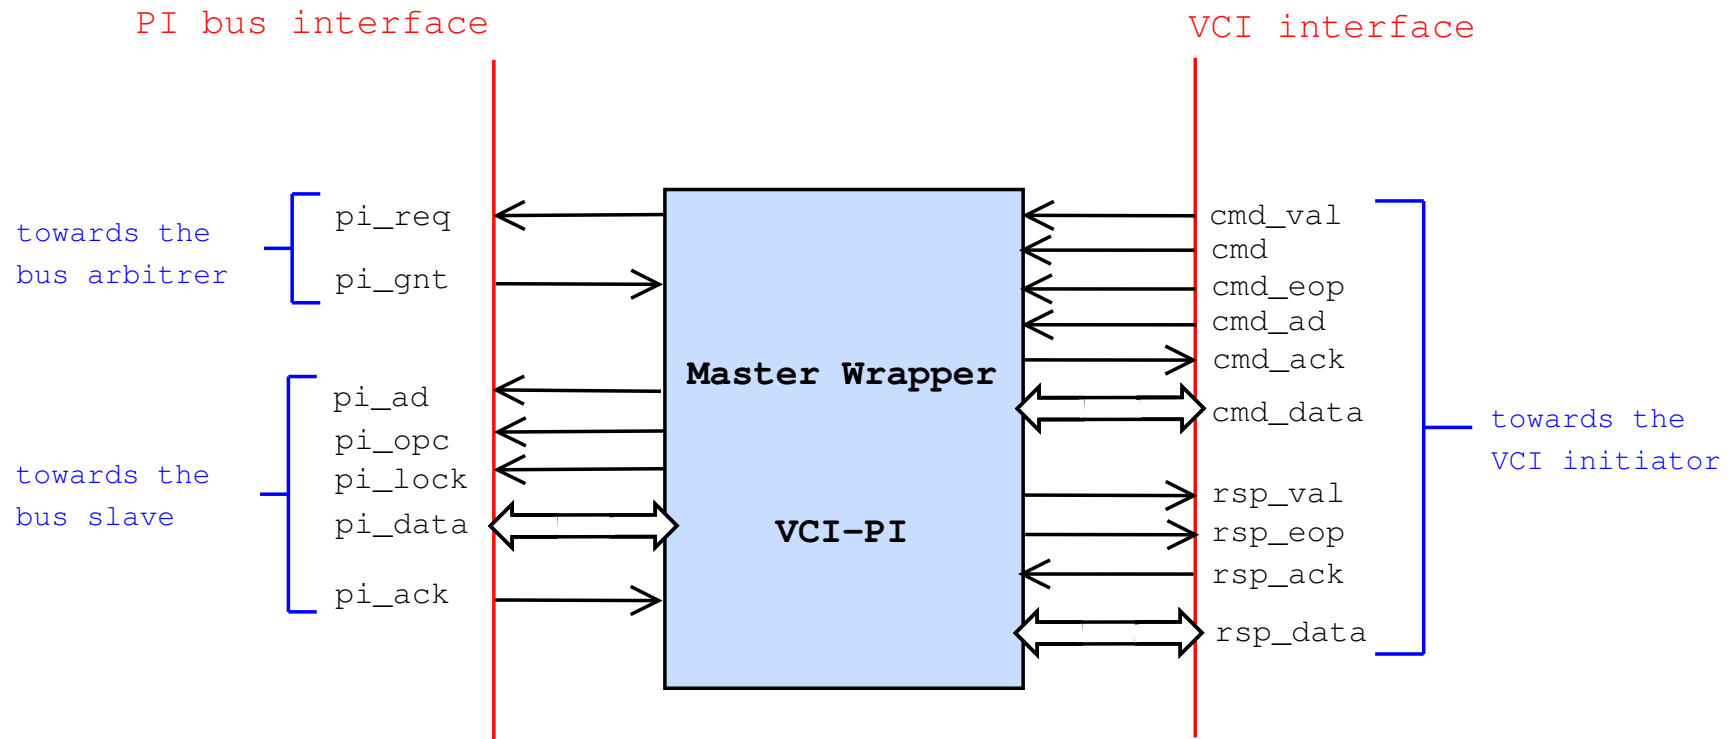 PI bus interface
VCI interface
towards the
bus arbitrer
pi_req
pi_gnt
towards the
bus slave
pi_ad
pi_opc
pi_lock
pi_data
pi_ack
Master Wrapper
VCI-PI
cmd_val
cmd
cmd_eop
cmd_ad
cmd_ack
cmd_data
rsp_val
rsp_eop
rsp_ack
rsp_data
towards the
VCI initiator